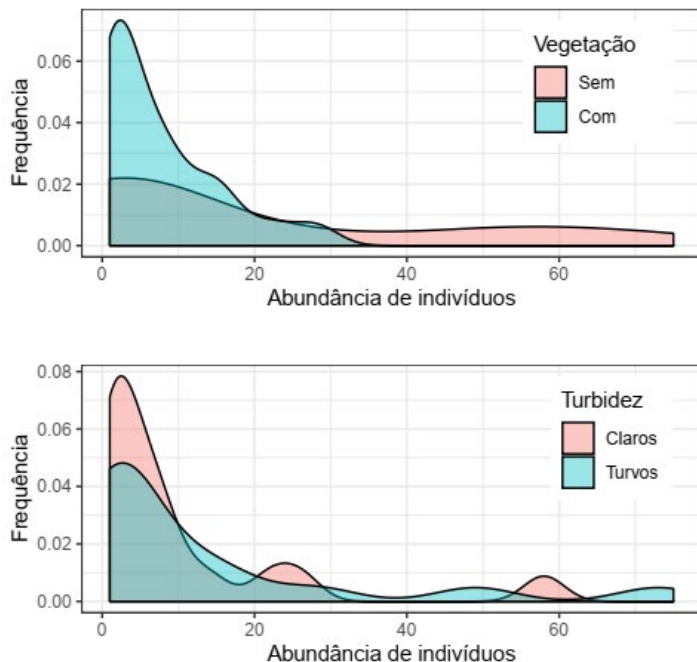 Vegetação
Sem
Com
Frequência
0.06
0.04
0.02
0.00
0 20 40 60
Abundância de indivíduos
Turbidez
Claros
Turvos
Frequência
0.08
0.06
0.04
0.02
0.00
0 20 40 60
Abundância de indivíduos